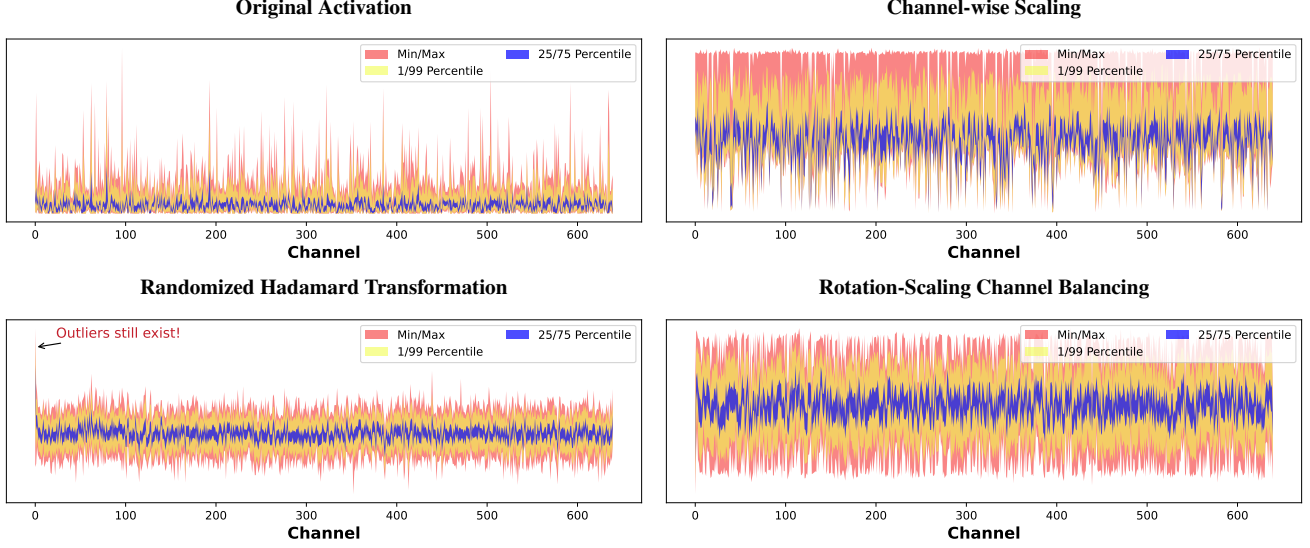 Original Activation
Min/Max
25/75 Percentile
1/99 Percentile
0 100 200 300 400 500 600
Channel
Channel-wise Scaling
Min/Max
25/75 Percentile
1/99 Percentile
0 100 200 300 400 500 600
Channel
Randomized Hadamard Transformation
Outliers still exist!
Min/Max
25/75 Percentile
1/99 Percentile
0 100 200 300 400 500 600
Channel
Rotation-Scaling Channel Balancing
Min/Max
25/75 Percentile
1/99 Percentile
0 100 200 300 400 500 600
Channel